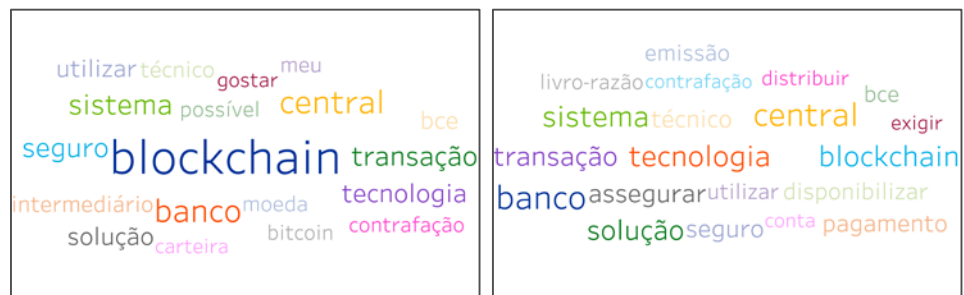 meu
utilizar técnico
gostar
sistema possível central
bce
seguro blockchain transação
tecnologia
intermediário banco moeda
contrafação
solução bitcoin
carteira
emissão
livro-razão contrafação distribuir
bce
sistema técnico central exigir
transação tecnologia blockchain
banco assegurar utilizar disponibilizar
solução seguro conta pagamento